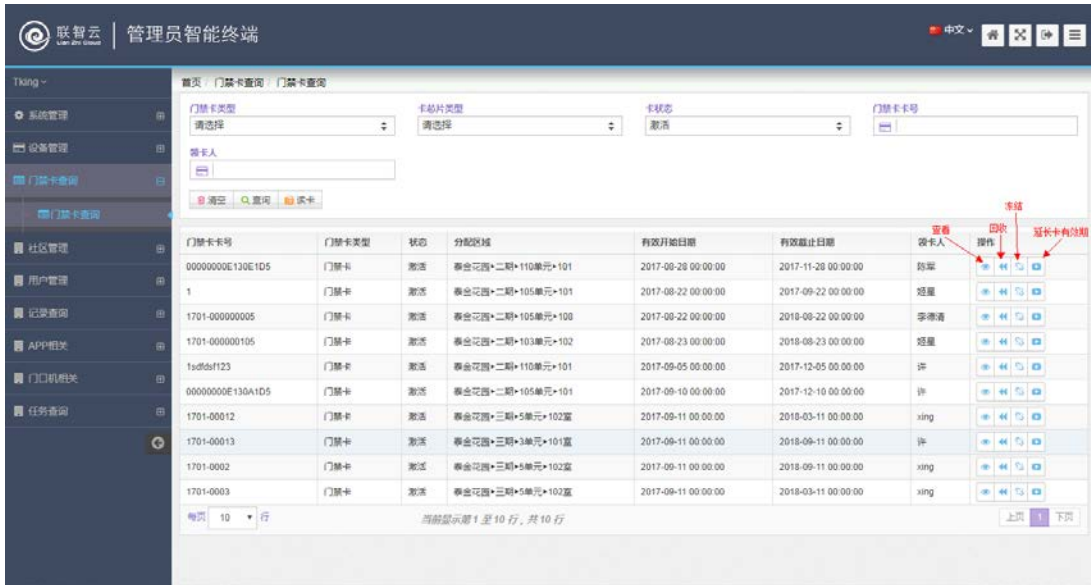 联智云 管理员智能终端 中文
Lian Zhi Cloud
Tking
首页 / 门禁卡查询 / 门禁卡查询
系统管理
设备管理
门禁卡查询
门禁卡查询
社区管理
用户管理
记录查询
APP相关
门口机相关
任务查询
门禁卡类型 卡芯片类型 卡状态 门禁卡卡号
请选择 请选择 激活
领卡人
清空 查询 读卡
查看 回收 冻结 延长卡有效期
门禁卡卡号 门禁卡类型 状态 分配区域 有效开始日期 有效截止日期 领卡人 操作
00000000E130E1D5 门禁卡 激活 泰金花园▸二期▸110单元▸101 2017-08-28 00:00:00 2017-11-28 00:00:00 陈军
1 门禁卡 激活 泰金花园▸二期▸105单元▸101 2017-08-22 00:00:00 2017-09-22 00:00:00 姬星
1701-000000005 门禁卡 激活 泰金花园▸二期▸105单元▸108 2017-08-22 00:00:00 2018-08-22 00:00:00 李德清
1701-000000105 门禁卡 激活 泰金花园▸二期▸103单元▸102 2017-08-23 00:00:00 2018-08-23 00:00:00 姬星
1sdfdsf123 门禁卡 激活 泰金花园▸二期▸110单元▸101 2017-09-05 00:00:00 2017-12-05 00:00:00 许
00000000E130A1D5 门禁卡 激活 泰金花园▸二期▸105单元▸101 2017-09-10 00:00:00 2017-12-10 00:00:00 许
1701-00012 门禁卡 激活 泰金花园▸三期▸5单元▸102室 2017-09-11 00:00:00 2018-03-11 00:00:00 xing
1701-00013 门禁卡 激活 泰金花园▸三期▸3单元▸101室 2017-09-11 00:00:00 2018-09-11 00:00:00 许
1701-0002 门禁卡 激活 泰金花园▸三期▸5单元▸102室 2017-09-11 00:00:00 2018-09-11 00:00:00 xing
1701-0003 门禁卡 激活 泰金花园▸三期▸5单元▸102室 2017-09-11 00:00:00 2018-03-11 00:00:00 xing
每页 10 行 当前显示第 1 至 10 行，共 10 行 上页 1 下页